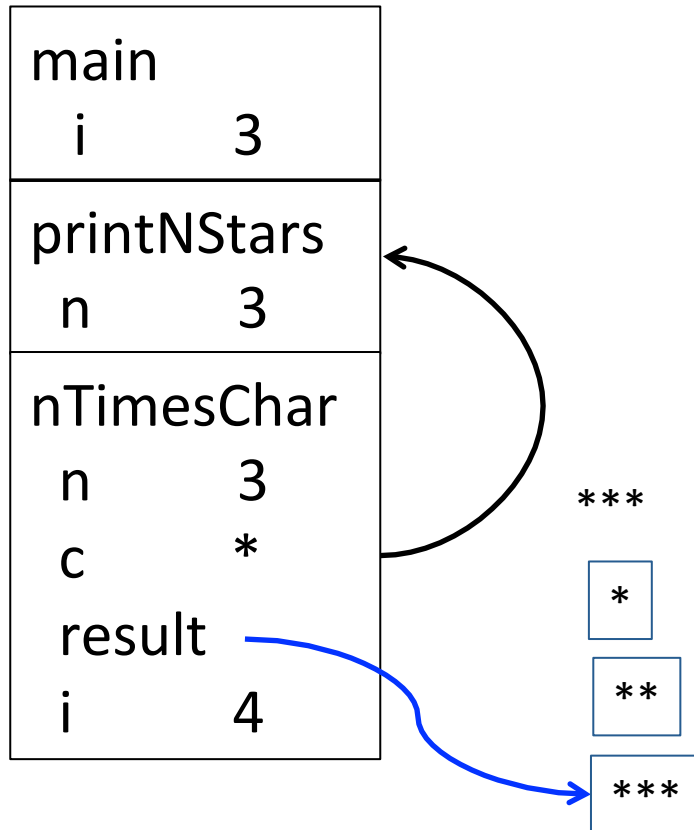 main
i 3
printNStars
n 3
nTimesChar
n 3
c *
result
i 4
***
*
**
***